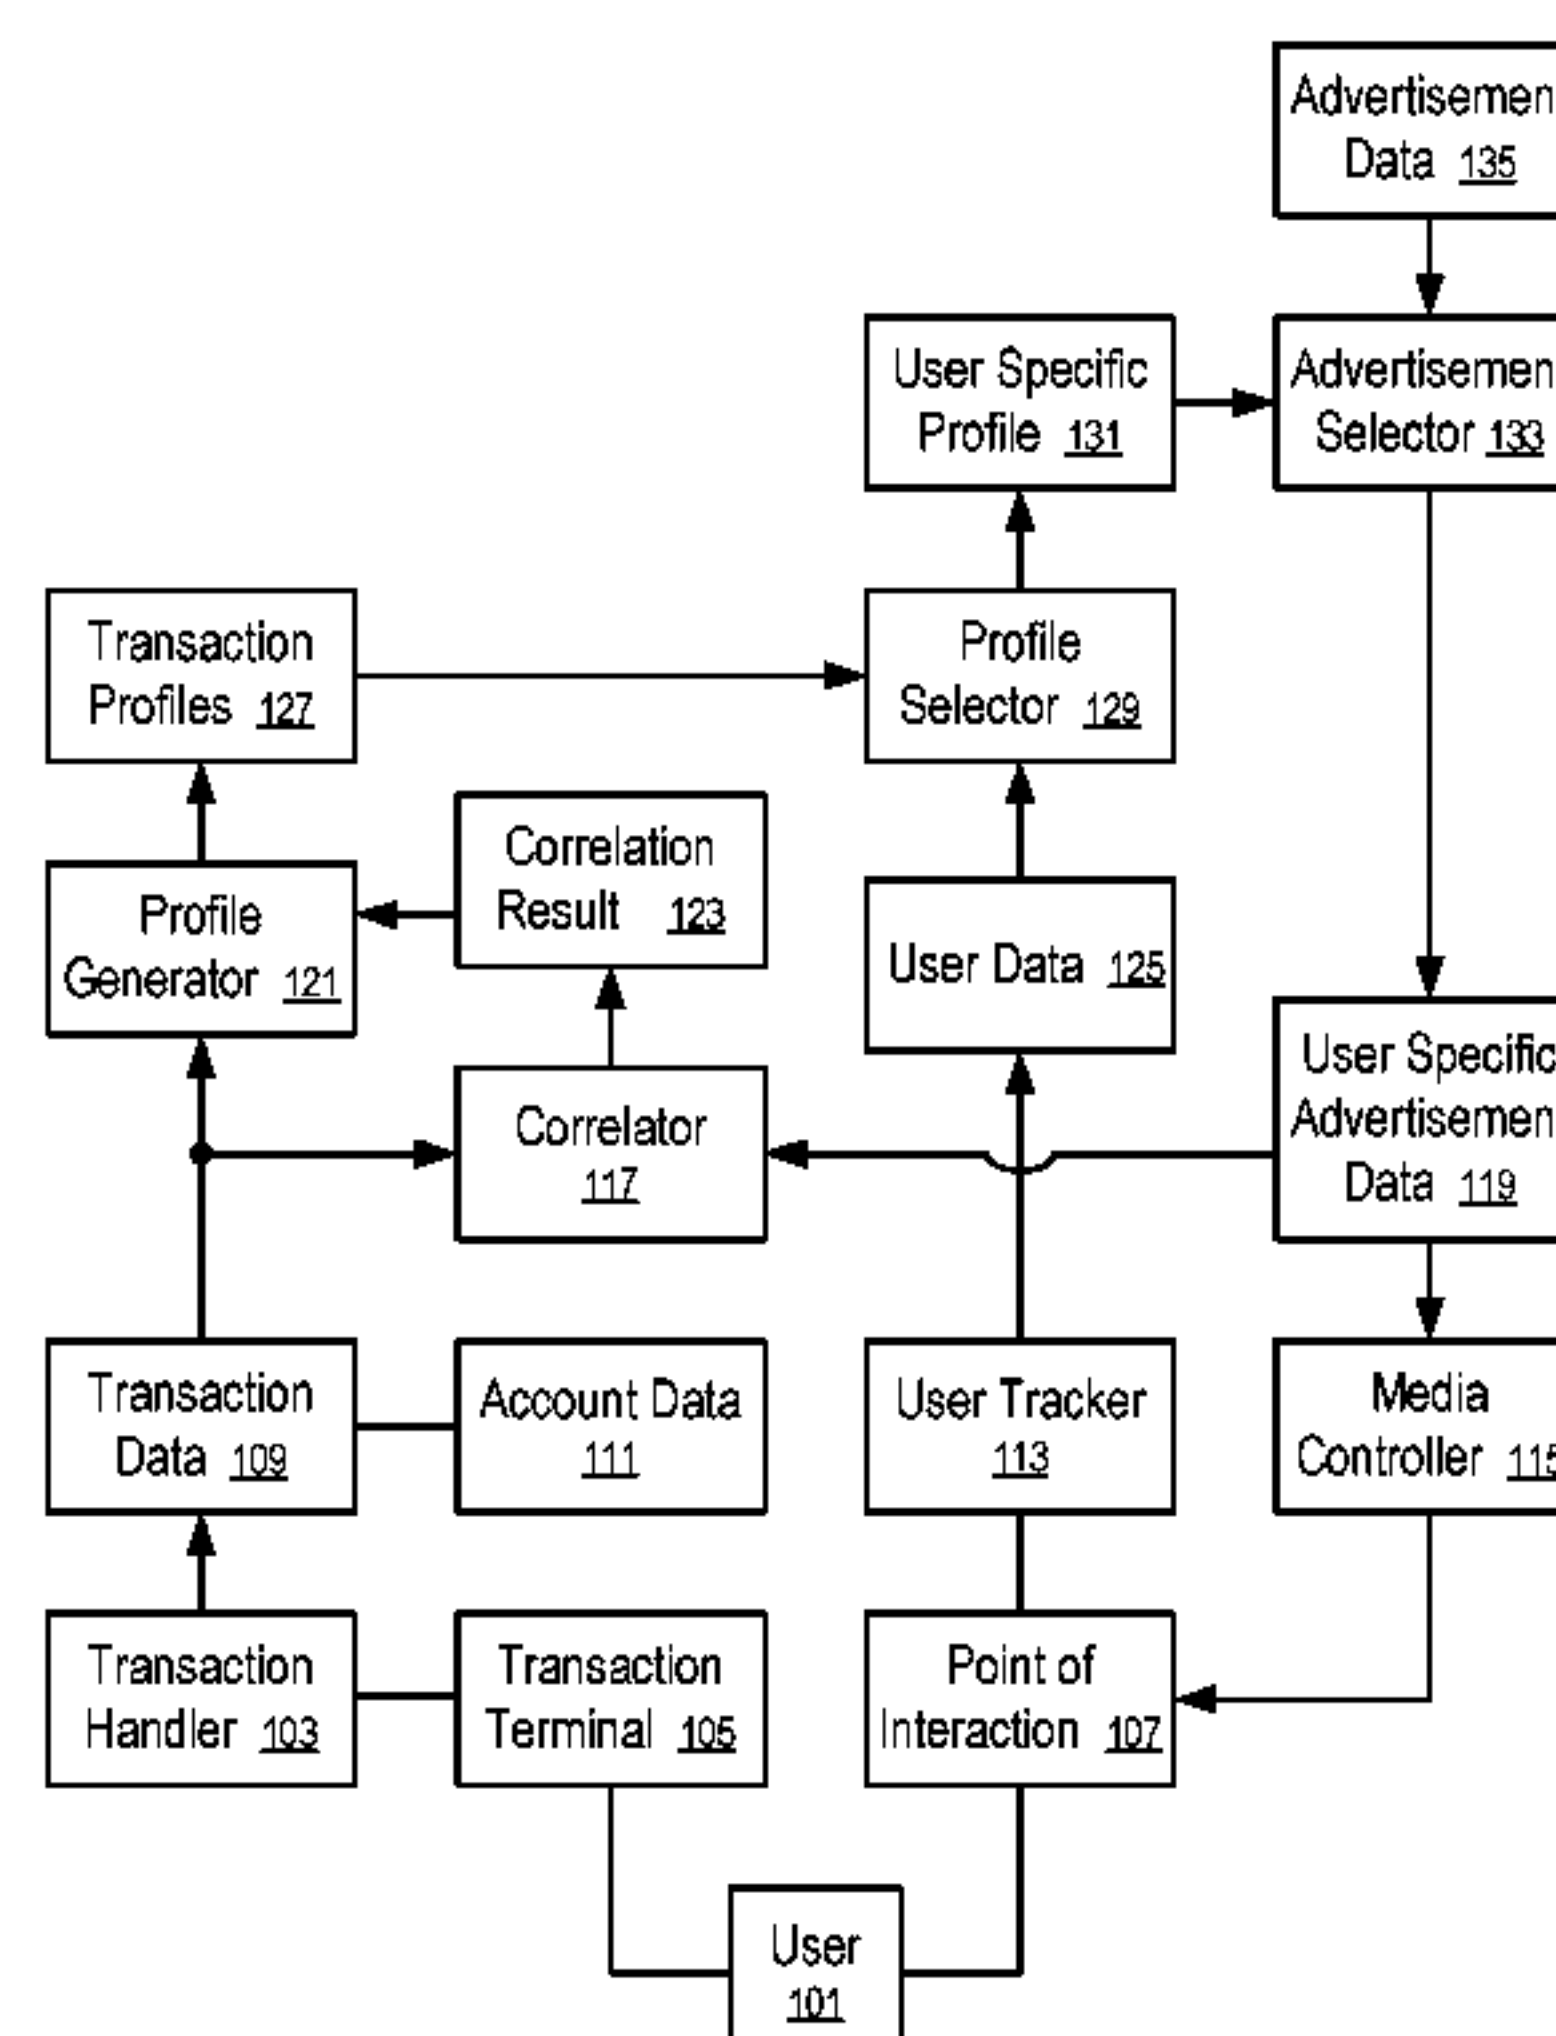 Advertisemen
Data 135
User Specific
Profile 131
Advertisemen
Selector 133
Transaction
Profiles 127
Profile
Selector 129
Correlation
Result 123
Profile
Generator 121
User Data 125
User Specific
Advertisemen
Data 119
Correlator
117
Transaction
Data 109
Account Data
111
User Tracker
113
Media
Controller 115
Transaction
Handler 103
Transaction
Terminal 105
Point of
Interaction 107
User
101